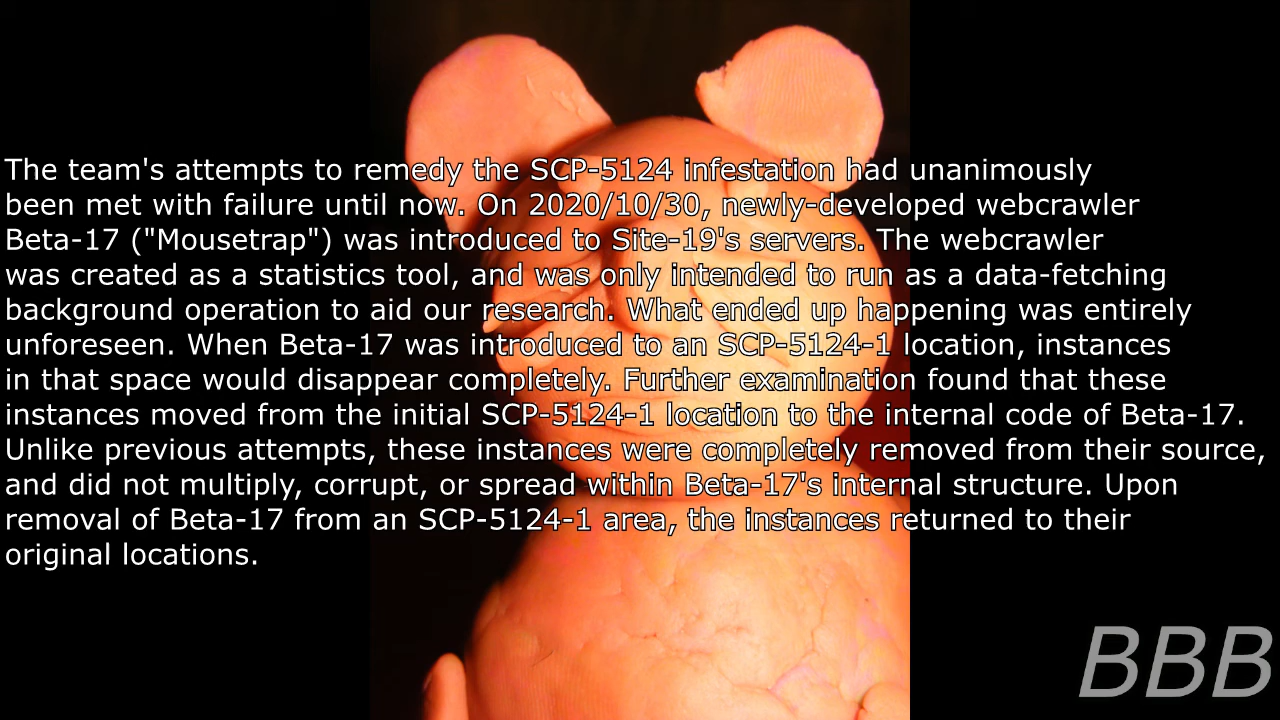 The team's attempts to remedy the SCP-5124 infestation had unanimously
been met with failure until now. On 2020/10/30, newly-developed webcrawler
Beta-17 ("Mousetrap") was introduced to Site-19's servers. The webcrawler
was created as a statistics tool, and was only intended to run as a data-fetching
background operation to aid our research. What ended up happening was entirely
unforeseen. When Beta-17 was introduced to an SCP-5124-1 location, instances
in that space would disappear completely. Further examination found that these
instances moved from the initial SCP-5124-1 location to the internal code of Beta-17.
Unlike previous attempts, these instances were completely removed from their source,
and did not multiply, corrupt, or spread within Beta-17's internal structure. Upon
removal of Beta-17 from an SCP-5124-1 area, the instances returned to their
original locations.
BBB